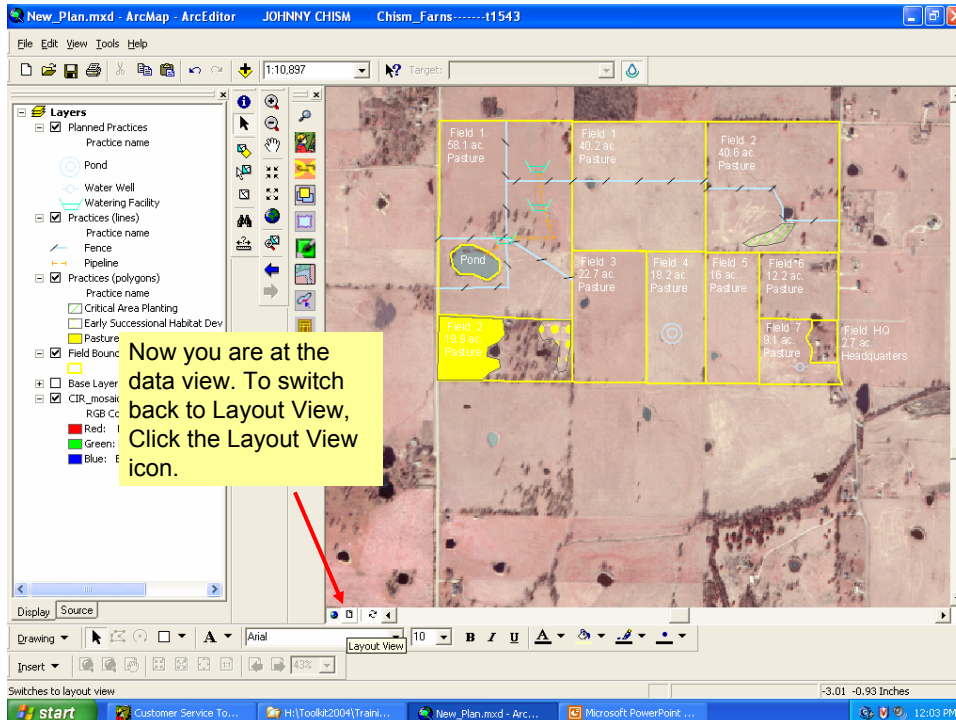 New_Plan.mxd - ArcMap - ArcEditor JOHNNY CHISM Chism_Farns-------t1543
File Edit View Tools Help
1:10,897
Target:
Layers
Planned Practices
Practice name
Pond
Water Well
Watering Facility
Practices (lines)
Practice name
Fence
Pipeline
Practices (polygons)
Practice name
Critical Area Planting
Early Successional Habitat Dev
Pasture
Field Bound
Base Layer
CIR_mosaic
RGB Co
Red:
Green:
Blue:
Display Source
Field 1
58.1 ac.
Pasture
Field 1
40.2 ac.
Pasture
Field 2
40.6 ac.
Pasture
Pond
Field 3
22.7 ac.
Pasture
Field 4
18.2 ac.
Pasture
Field 5
16 ac.
Pasture
Field 6
12.2 ac.
Pasture
Field 2
19.9 ac.
Pasture
Field 7
9.1 ac.
Pasture
Field HQ
2.7 ac.
Headquarters
Now you are at the
data view. To switch
back to Layout View,
Click the Layout View
icon.
Drawing A Arial 10 B I U A
Layout View
Insert 43%
Switches to layout view -3.01 -0.93 Inches
start Customer Service To... H:\Toolkit2004\Traini... New_Plan.mxd - Arc... Microsoft PowerPoint ... 12:03 PM